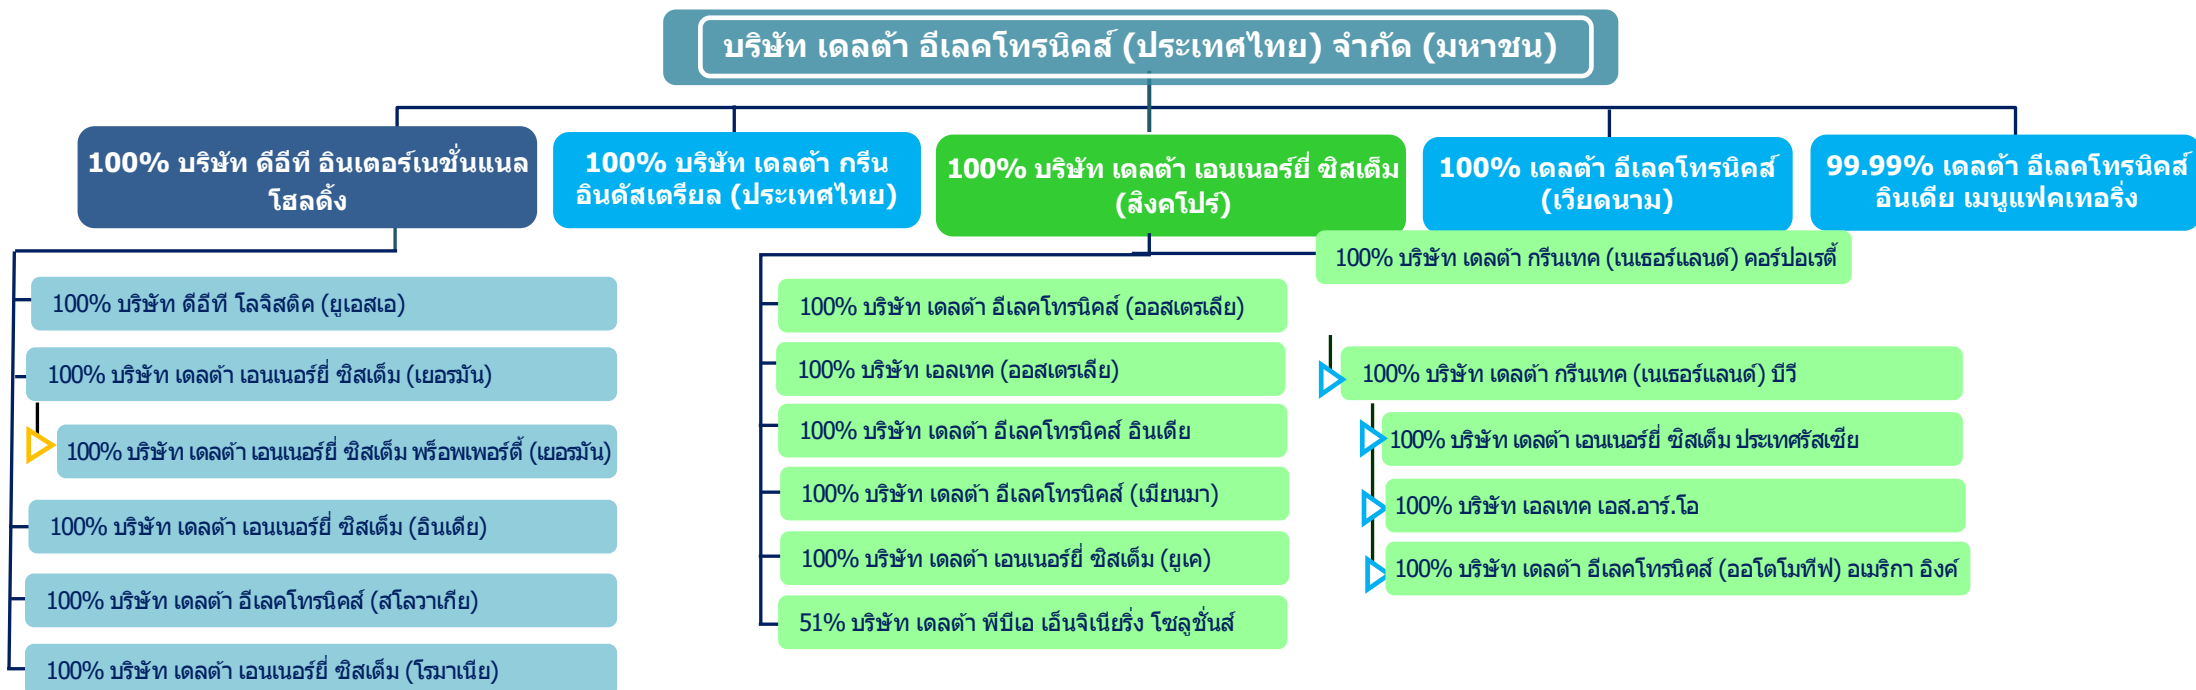 บริษัท เดลต้า อีเลคโทรนิคส์ (ประเทศไทย) จำกัด (มหาชน)
100% บริษัท ดีอีที อินเตอร์เนชั่นแนล
โฮลดิ้ง
100% บริษัท เดลต้า กรีน
อินดัสเตรียล (ประเทศไทย)
100% บริษัท เดลต้า เอนเนอร์ยี่ ซิสเต็ม
(สิงคโปร์)
100% เดลต้า อีเลคโทรนิคส์
(เวียดนาม)
99.99% เดลต้า อีเลคโทรนิคส์
อินเดีย เมนูแฟคเทอริ่ง
100% บริษัท ดีอีที โลจิสติค (ยูเอสเอ)
100% บริษัท เดลต้า เอนเนอร์ยี่ ซิสเต็ม (เยอรมัน)
100% บริษัท เดลต้า เอนเนอร์ยี่ ซิสเต็ม พร็อพเพอร์ตี้ (เยอรมัน)
100% บริษัท เดลต้า เอนเนอร์ยี่ ซิสเต็ม (อินเดีย)
100% บริษัท เดลต้า อีเลคโทรนิคส์ (สโลวาเกีย)
100% บริษัท เดลต้า เอนเนอร์ยี่ ซิสเต็ม (โรมาเนีย)
100% บริษัท เดลต้า อีเลคโทรนิคส์ (ออสเตรเลีย)
100% บริษัท เอลเทค (ออสเตรเลีย)
100% บริษัท เดลต้า อีเลคโทรนิคส์ อินเดีย
100% บริษัท เดลต้า อีเลคโทรนิคส์ (เมียนมา)
100% บริษัท เดลต้า เอนเนอร์ยี่ ซิสเต็ม (ยูเค)
51% บริษัท เดลต้า พีบีเอ เอ็นจิเนียริ่ง โซลูชั่นส์
100% บริษัท เดลต้า กรีนเทค (เนเธอร์แลนด์) คอร์ปอเรตี้
100% บริษัท เดลต้า กรีนเทค (เนเธอร์แลนด์) บีวี
100% บริษัท เดลต้า เอนเนอร์ยี่ ซิสเต็ม ประเทศรัสเซีย
100% บริษัท เอลเทค เอส.อาร์.โอ
100% บริษัท เดลต้า อีเลคโทรนิคส์ (ออโตโมทีฟ) อเมริกา อิงค์